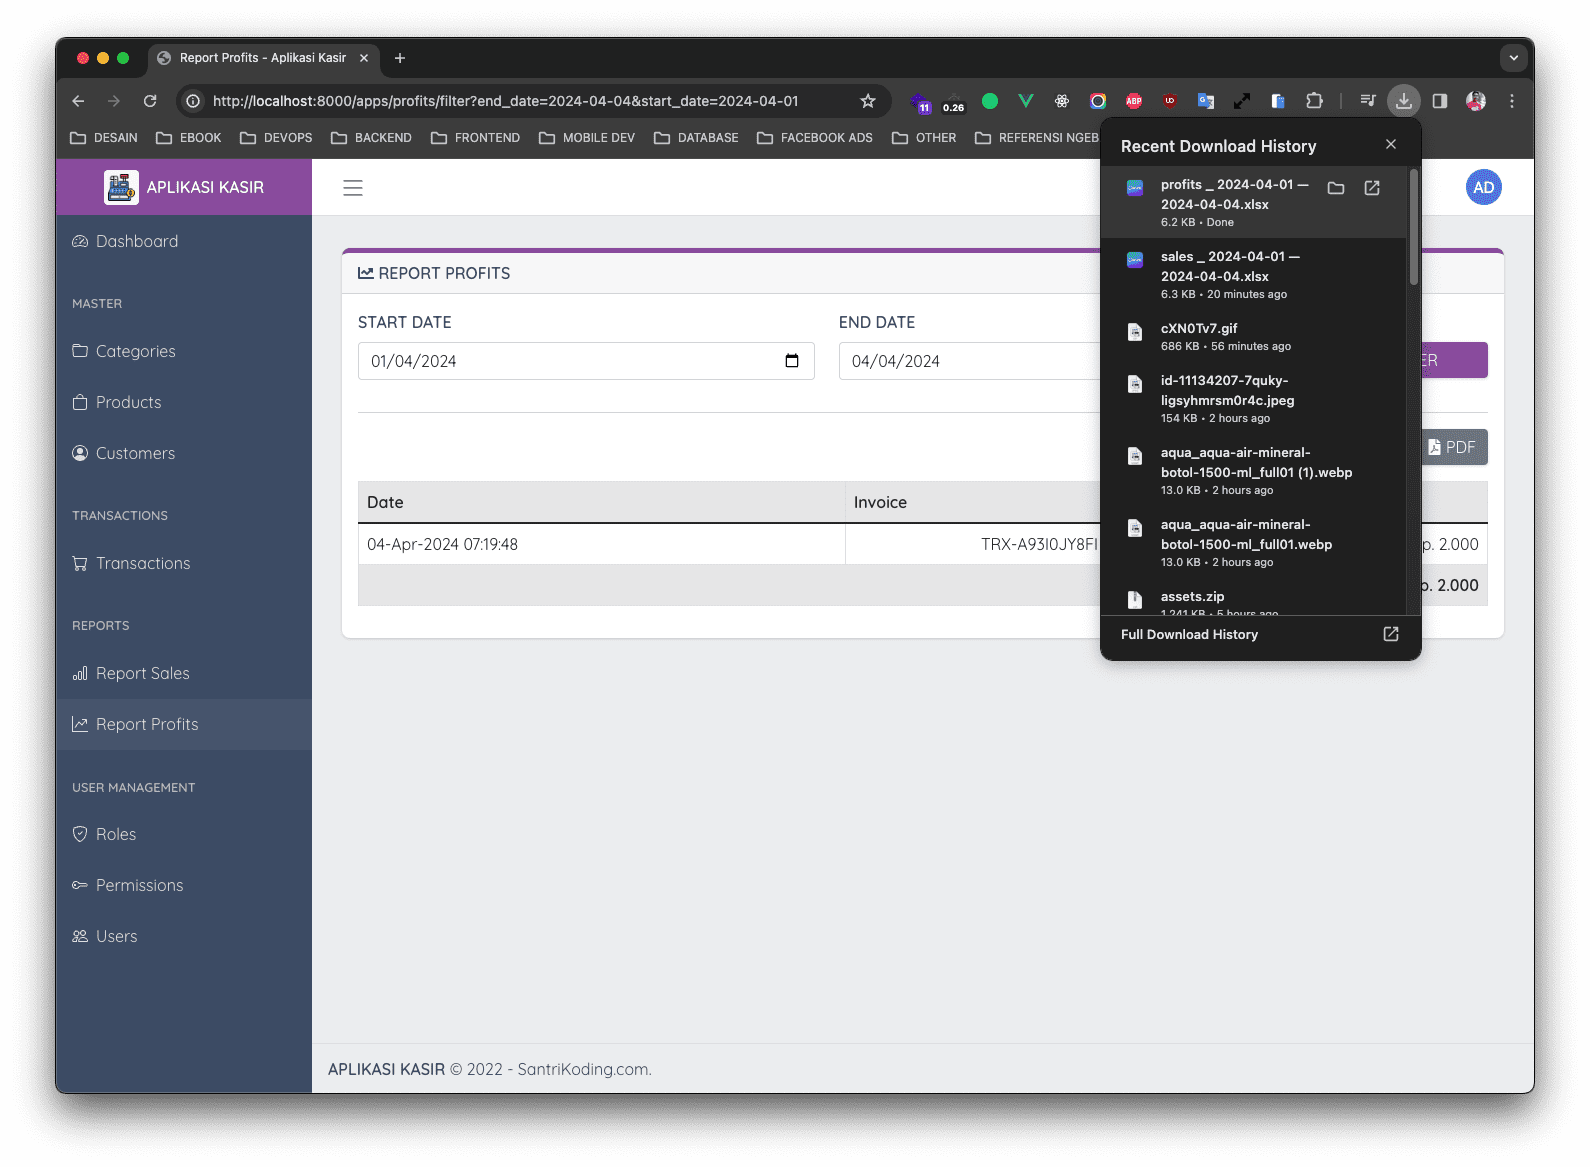 Report Profits - Aplikasi Kasir
http://localhost:8000/apps/profits/filter?end_date=2024-04-04&start_date=2024-04-01
11
0.26
ABP
DESAIN
EBOOK
DEVOPS
BACKEND
FRONTEND
MOBILE DEV
DATABASE
FACEBOOK ADS
OTHER
REFERENSI NGEB
APLIKASI KASIR
AD
Dashboard
MASTER
Categories
Products
Customers
TRANSACTIONS
Transactions
REPORTS
Report Sales
Report Profits
USER MANAGEMENT
Roles
Permissions
Users
REPORT PROFITS
START DATE
END DATE
01/04/2024
04/04/2024
ER
PDF
Date
Invoice
04-Apr-2024 07:19:48
TRX-A93I0JY8FI
p. 2.000
p. 2.000
Recent Download History
profits _ 2024-04-01 —
2024-04-04.xlsx
6.2 KB • Done
sales _ 2024-04-01 —
2024-04-04.xlsx
6.3 KB • 20 minutes ago
cXN0Tv7.gif
686 KB • 56 minutes ago
id-11134207-7quky-
ligsyhmrsm0r4c.jpeg
154 KB • 2 hours ago
aqua_aqua-air-mineral-
botol-1500-ml_full01 (1).webp
13.0 KB • 2 hours ago
aqua_aqua-air-mineral-
botol-1500-ml_full01.webp
13.0 KB • 2 hours ago
assets.zip
1,241 KB • 5 hours ago
Full Download History
APLIKASI KASIR © 2022 - SantriKoding.com.